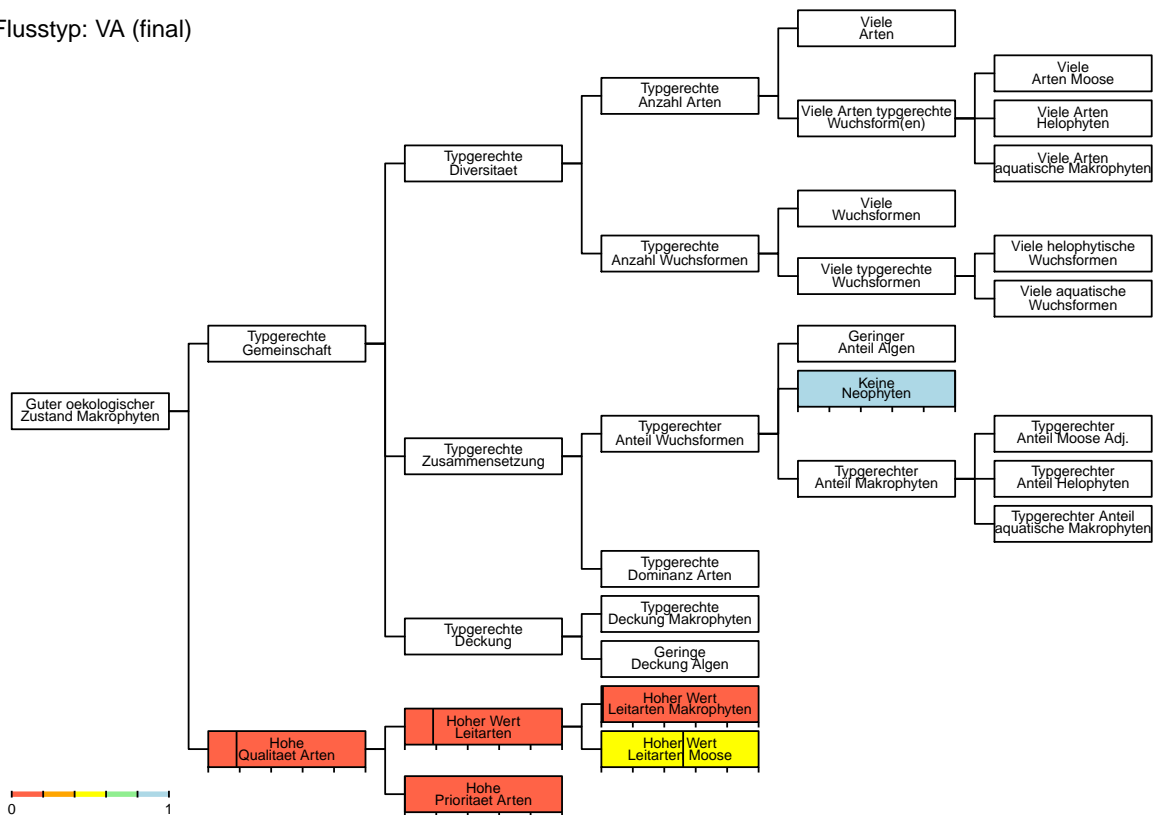 Flusstyp: VA (final)
Viele
Arten
Typgerechte
Anzahl Arten
Viele
Arten Moose
Viele Arten typgerechte
Wuchsform(en)
Viele Arten
Helophyten
Viele Arten
aquatische Makrophyten
Typgerechte
Diversitaet
Viele
Wuchsformen
Typgerechte
Anzahl Wuchsformen
Viele helophytische
Wuchsformen
Viele typgerechte
Wuchsformen
Viele aquatische
Wuchsformen
Typgerechte
Gemeinschaft
Geringer
Anteil Algen
Keine
Neophyten
Guter oekologischer
Zustand Makrophyten
Typgerechter
Anteil Wuchsformen
Typgerechter
Anteil Moose Adj.
Typgerechte
Zusammensetzung
Typgerechter
Anteil Makrophyten
Typgerechter
Anteil Helophyten
Typgerechter Anteil
aquatische Makrophyten
Typgerechte
Dominanz Arten
Typgerechte
Deckung Makrophyten
Typgerechte
Deckung
Geringe
Deckung Algen
Hoher Wert
Leitarten Makrophyten
Hoher Wert
Leitarten
Hohe
Qualitaet Arten
Hoher Wert
Leitarten Moose
Hohe
Prioritaet Arten
0
1